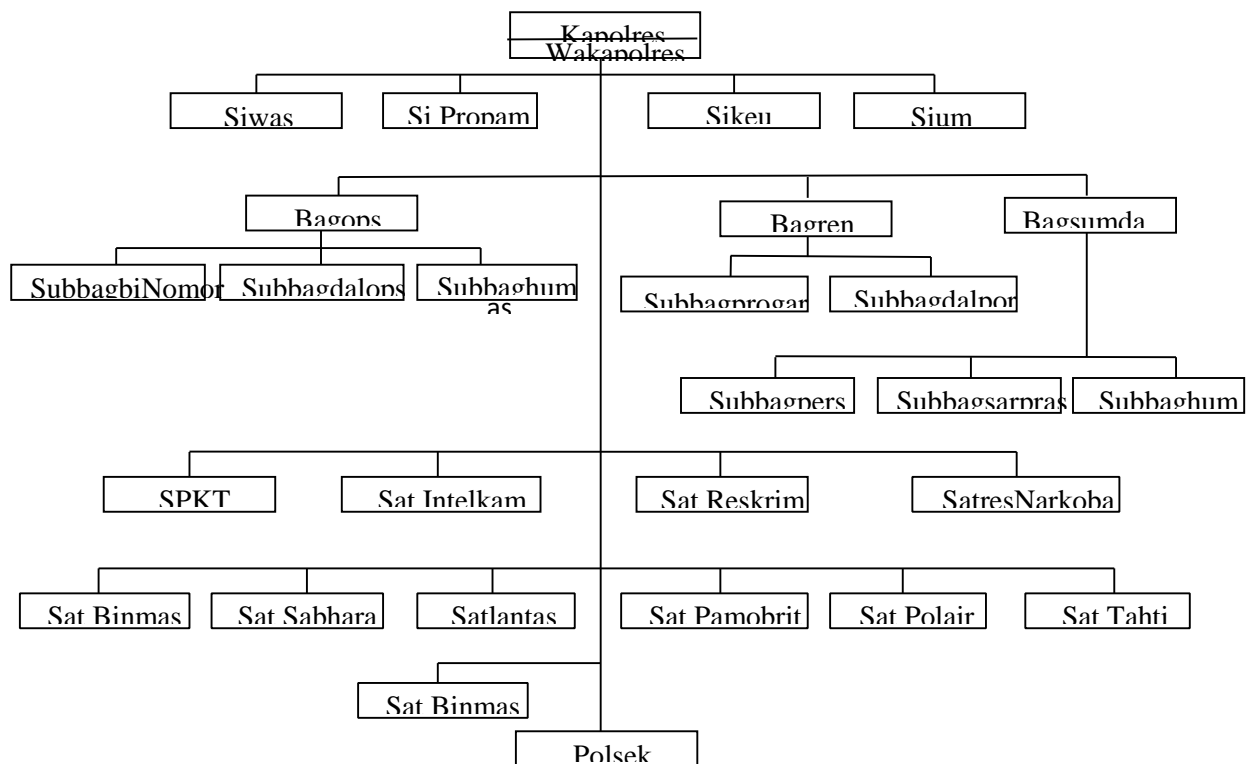 Kapolres
Wakapolres
Siwas
Si Propam
Sikeu
Sium
Bagops
Bagren
Bagsumda
SubbagbiNomor
Subbagdalops
Subbaghum
as
Subbagprogar
Subbagdalpor
Subbagpers
Subbagsarpras
Subbaghum
SPKT
Sat Intelkam
Sat Reskrim
SatresNarkoba
Sat Binmas
Sat Sabhara
Satlantas
Sat Pamobrit
Sat Polair
Sat Tahti
Sat Binmas
Polsek